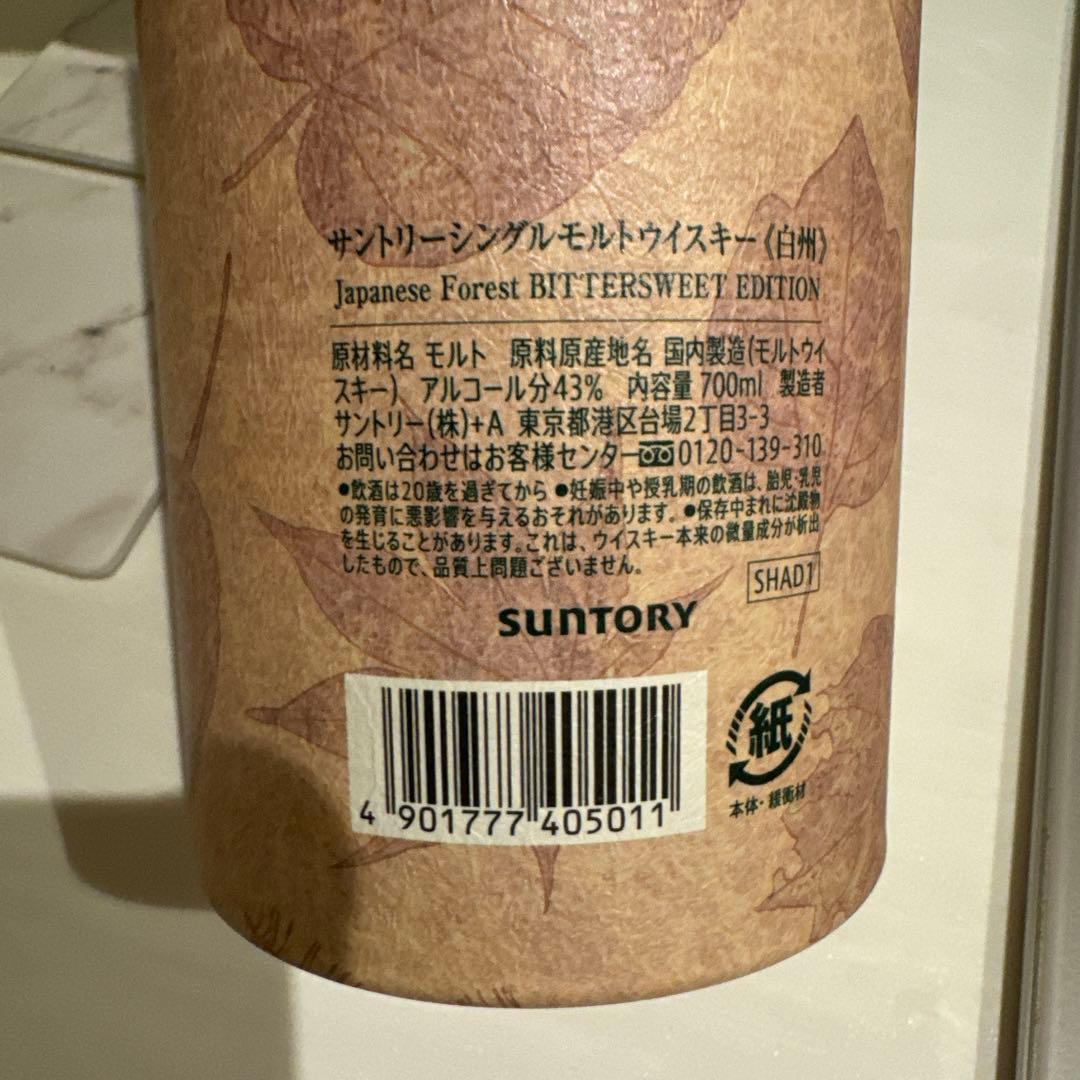 サントリーシングルモルトウイスキー《白州》
Japanese Forest BITTERSWEET EDITION
原材料名 モルト 原料原産地名 国内製造(モルトウイ
スキー) アルコール分43% 内容量 700ml 製造者
サントリー(株)+A 東京都港区台場2丁目3-3
お問い合わせはお客様センター 0120-139-310
●飲酒は20歳を過ぎてから ●妊娠中や授乳期の飲酒は、胎児・乳児
の発育に悪影響を与えるおそれがあります。●保存中まれに沈殿物
を生じることがあります。これは、ウイスキー本来の微量成分が析出
したもので、品質上問題ございません。
SHAD1
SUNTORY
紙
本体・緩衝材
4 901777 405011